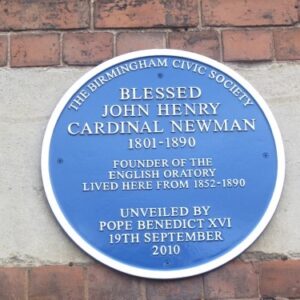 THE BIRMINGHAM CIVIC SOCIETY
BLESSED
JOHN HENRY
CARDINAL NEWMAN
1801-1890
FOUNDER OF THE
ENGLISH ORATORY
LIVED HERE FROM 1852-1890
UNVEILED BY
POPE BENEDICT XVI
19TH SEPTEMBER
2010